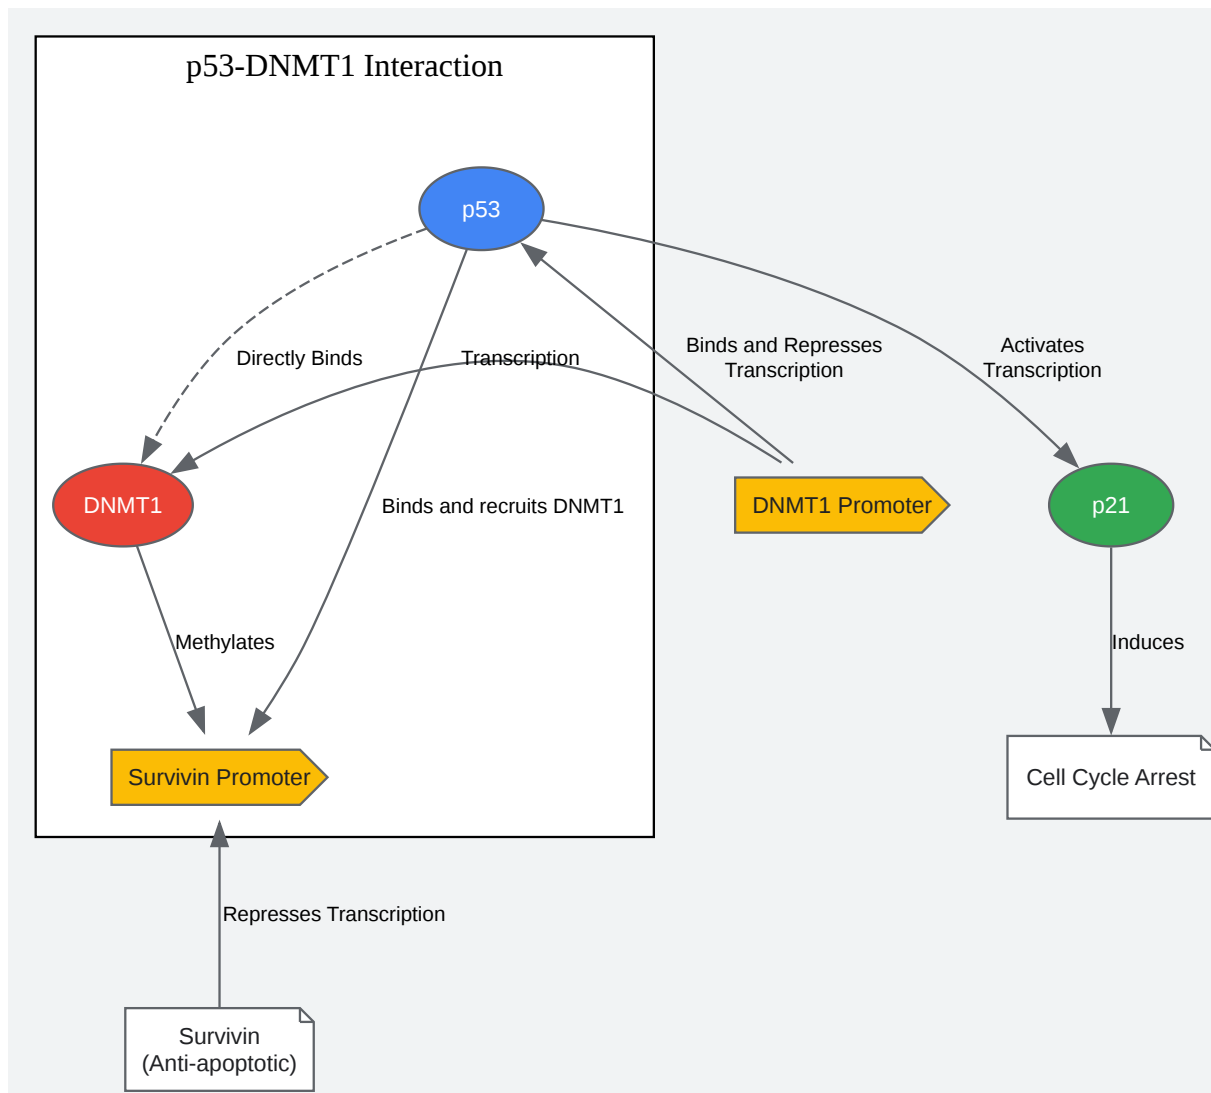 p53-DNMT1 Interaction
p53
Directly Binds
Transcription
Binds and Represses
Transcription
Activates
Transcription
DNMT1
Binds and recruits DNMT1
DNMT1 Promoter
p21
Methylates
Induces
Survivin Promoter
Cell Cycle Arrest
Represses Transcription
Survivin
(Anti-apoptotic)